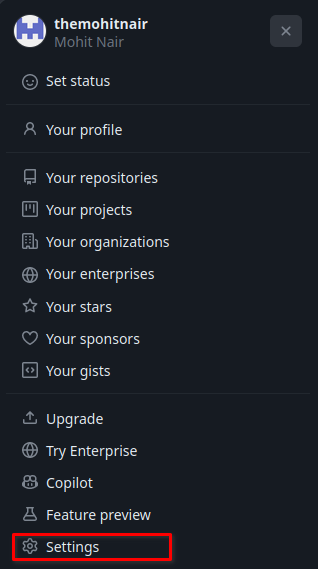 themohitnair
Mohit Nair
Set status
Your profile
Your repositories
Your projects
Your organizations
Your enterprises
Your stars
Your sponsors
Your gists
Upgrade
Try Enterprise
Copilot
Feature preview
Settings